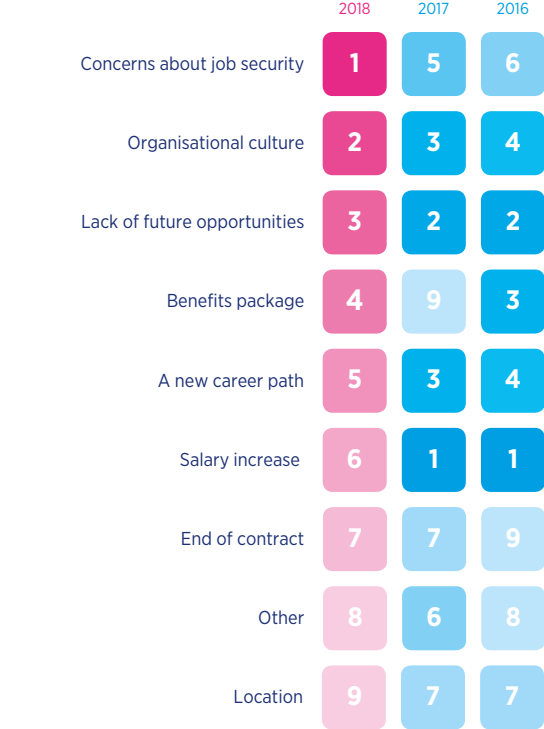 2018 2017 2016
Concerns about job security 1 5 6
Organisational culture 2 3 4
Lack of future opportunities 3 2 2
Benefits package 4 9 3
A new career path 5 3 4
Salary increase 6 1 1
End of contract 7 7 9
Other 8 6 8
Location 9 7 7